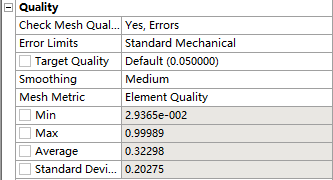 Quality
Check Mesh Qual... Yes, Errors
Error Limits Standard Mechanical
Target Quality Default (0.050000)
Smoothing Medium
Mesh Metric Element Quality
Min 2.9365e-002
Max 0.99989
Average 0.32298
Standard Devi... 0.20275